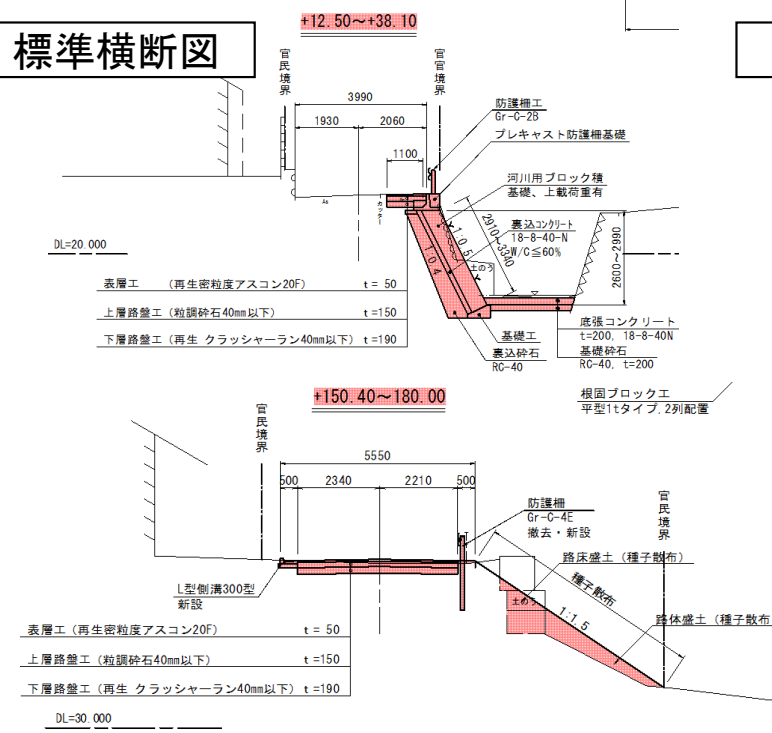 標準横断図
+12.50～+38.10
官民境界
官官境界
3990
1930
2060
1100
防護柵工
Gr-C-2B
プレキャスト防護柵基礎
河川用ブロック積
基礎、上載荷重有
As
カッター
2910～3340
裏込コンクリート
18-8-40-N
W/C≦60%
1:0.5
1:0.4
土のう
2600～2990
DL=20.000
表層工 (再生密粒度アスコン20F) t = 50
上層路盤工 (粒調砕石40mm以下) t =150
下層路盤工 (再生 クラッシャーラン40mm以下) t =190
基礎工
裏込砕石
RC-40
底張コンクリート
t=200, 18-8-40N
基礎砕石
RC-40, t=200
根固ブロック工
平型1tタイプ, 2列配置
+150.40～180.00
官民境界
5550
500
2340
2210
500
防護柵
Gr-C-4E
撤去・新設
官民境界
路床盛土 (種子散布)
種子散布
土のう
1:1.5
路体盛土 (種子散布
L型側溝300型
新設
表層工 (再生密粒度アスコン20F) t = 50
上層路盤工 (粒調砕石40mm以下) t =150
下層路盤工 (再生 クラッシャーラン40mm以下) t =190
DL=30.000